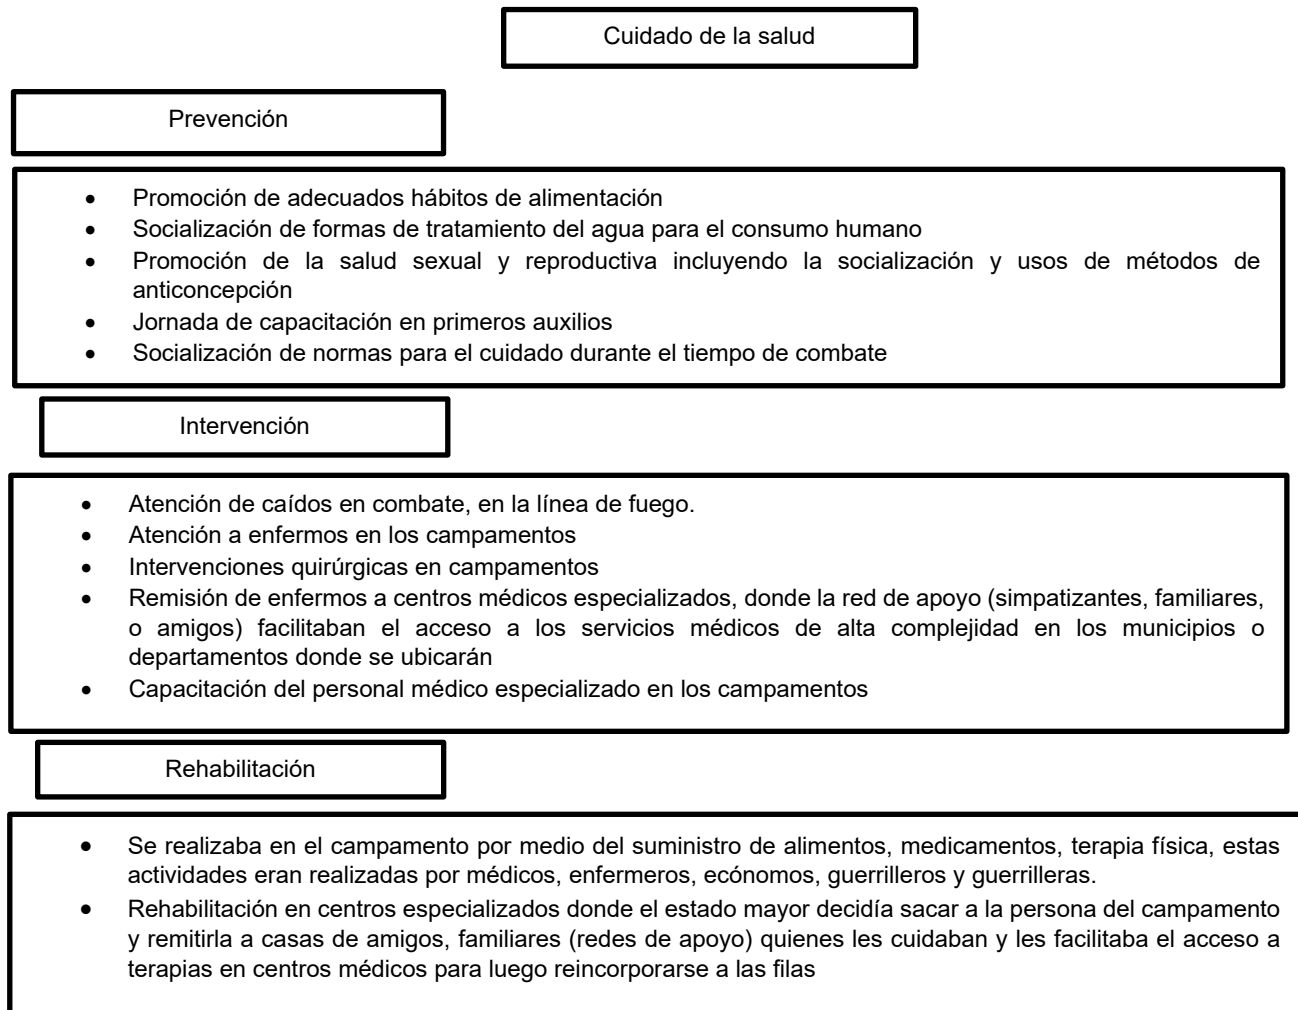 Cuidado de la salud
Prevención
• Promoción de adecuados hábitos de alimentación
• Socialización de formas de tratamiento del agua para el consumo humano
• Promoción de la salud sexual y reproductiva incluyendo la socialización y usos de métodos de
anticoncepción
• Jornada de capacitación en primeros auxilios
• Socialización de normas para el cuidado durante el tiempo de combate
Intervención
• Atención de caídos en combate, en la línea de fuego.
• Atención a enfermos en los campamentos
• Intervenciones quirúrgicas en campamentos
• Remisión de enfermos a centros médicos especializados, donde la red de apoyo (simpatizantes, familiares,
o amigos) facilitaban el acceso a los servicios médicos de alta complejidad en los municipios o
departamentos donde se ubicarán
• Capacitación del personal médico especializado en los campamentos
Rehabilitación
• Se realizaba en el campamento por medio del suministro de alimentos, medicamentos, terapia física, estas
actividades eran realizadas por médicos, enfermeros, ecónomos, guerrilleros y guerrilleras.
• Rehabilitación en centros especializados donde el estado mayor decidía sacar a la persona del campamento
y remitirla a casas de amigos, familiares (redes de apoyo) quienes les cuidaban y les facilitaba el acceso a
terapias en centros médicos para luego reincorporarse a las filas